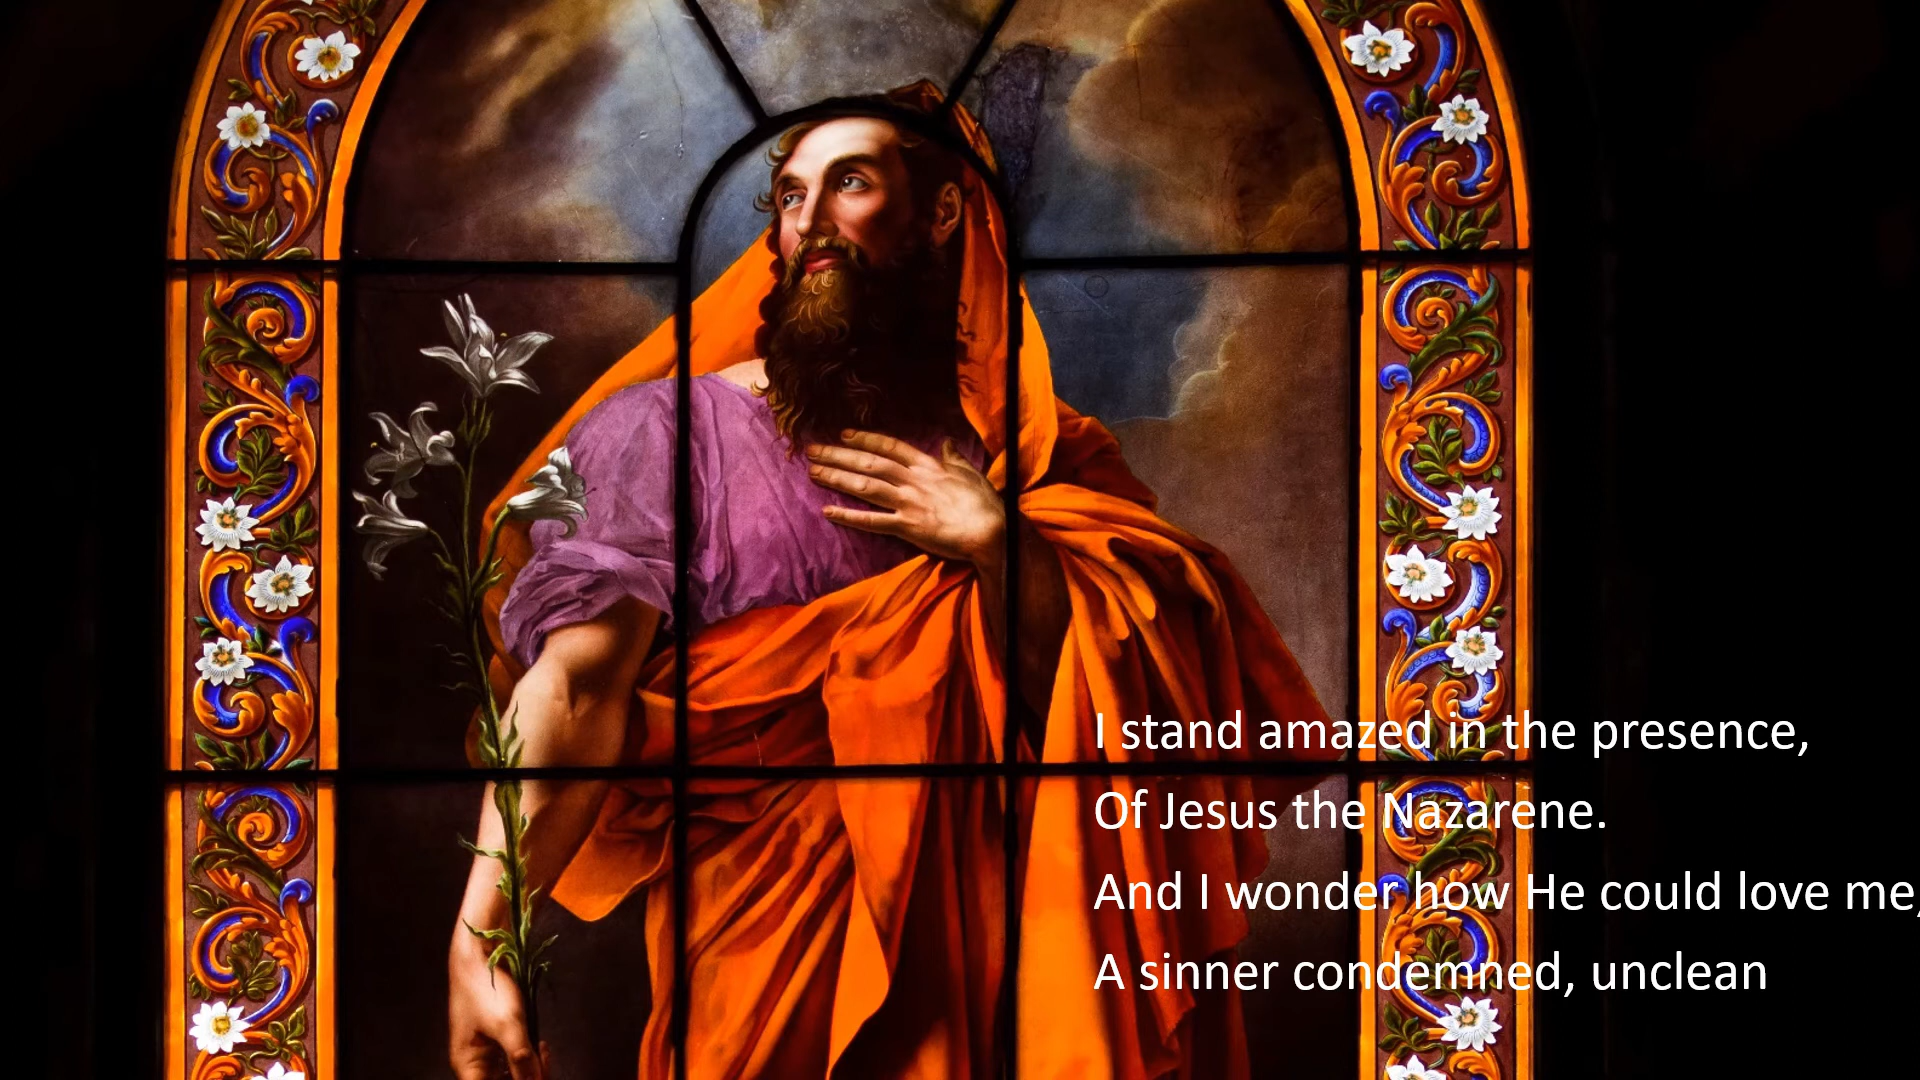 I stand amazed in the presence,
Of Jesus the Nazarene.
And I wonder how He could love me,
A sinner condemned, unclean